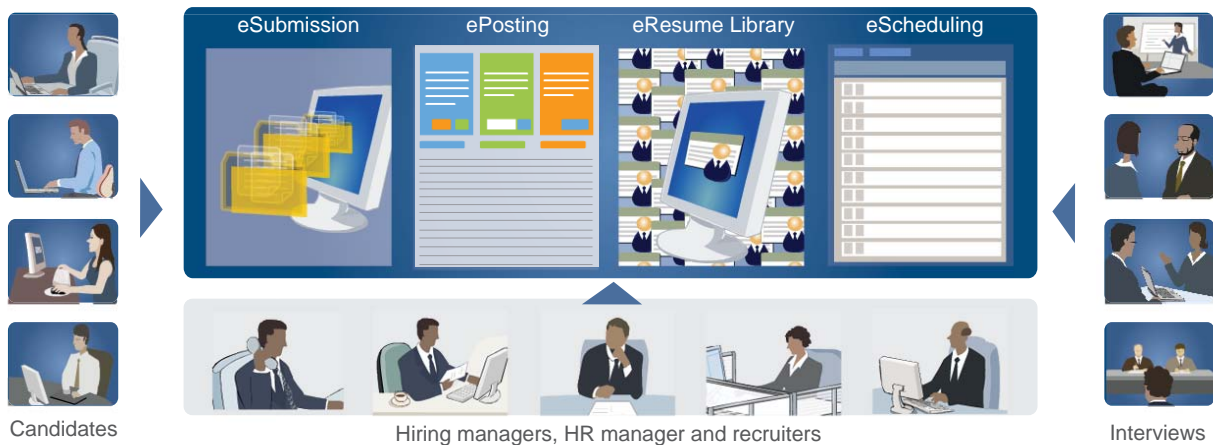 eSubmission
ePosting
eResume Library
eScheduling
Candidates
Hiring managers, HR manager and recruiters
Interviews